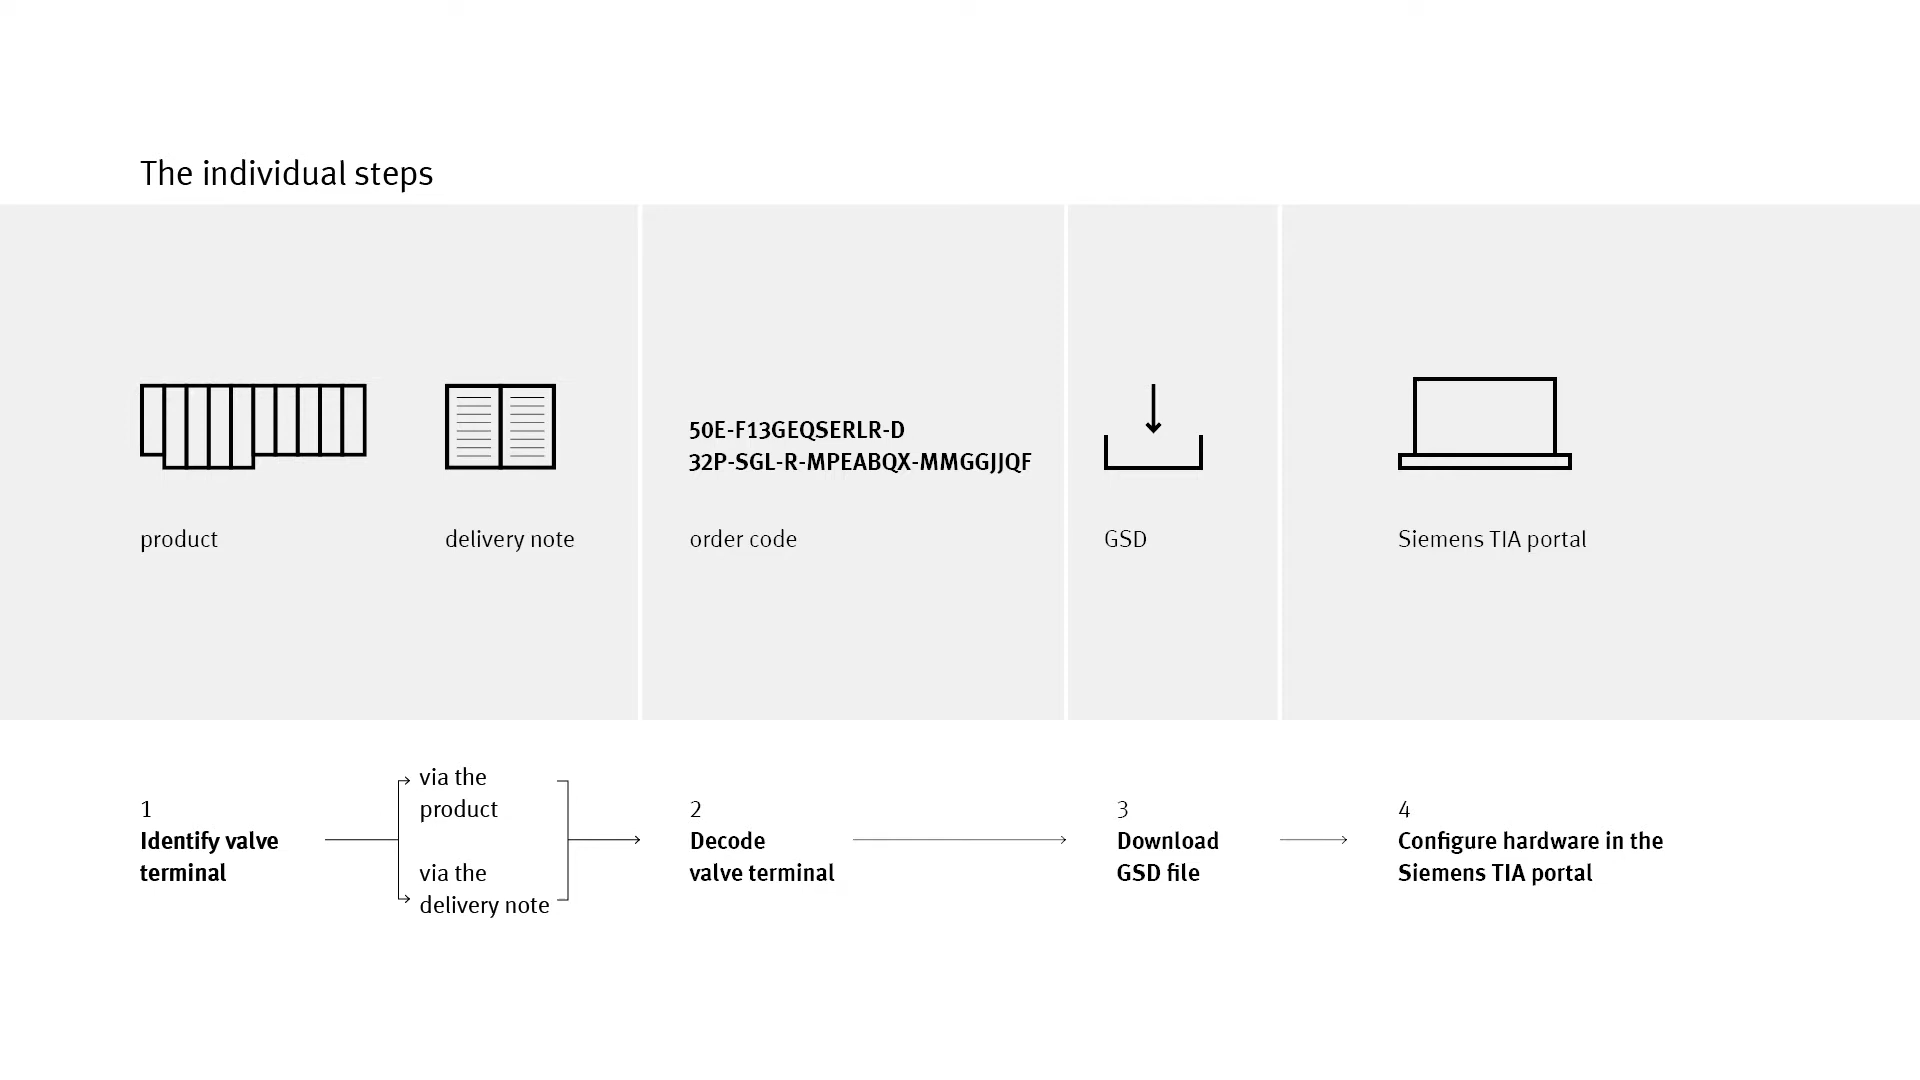 The individual steps
product
delivery note
50E-F13GEQSERLR-D
32P-SGL-R-MPEABQX-MMGGJJQF
order code
GSD
Siemens TIA portal
1
Identify valve
terminal
via the
product
via the
delivery note
2
Decode
valve terminal
3
Download
GSD file
4
Configure hardware in the
Siemens TIA portal